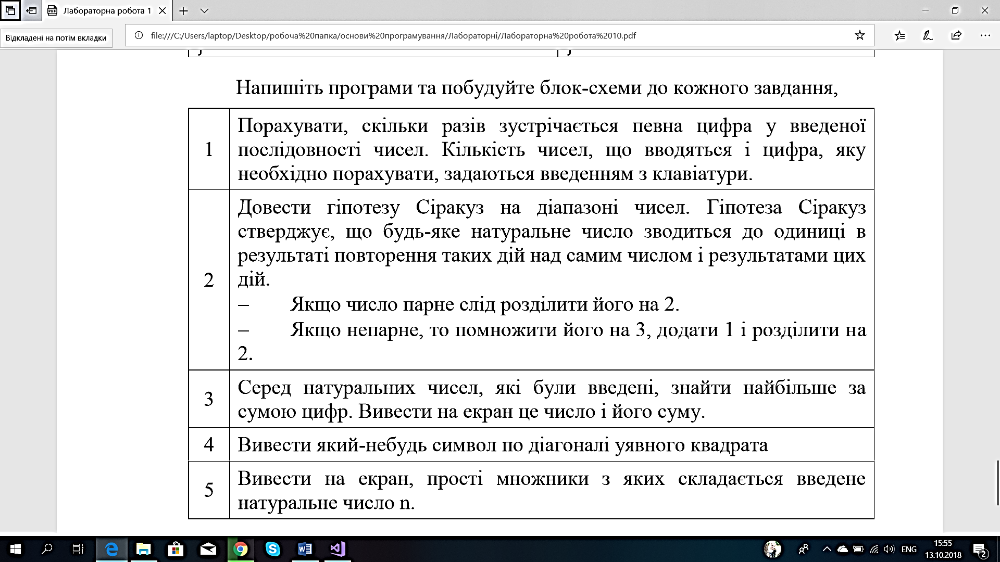 Лабораторна робота 1
Відкладені на потім вкладки
file:///C:/Users/laptop/Desktop/робоча%20папка/основи%20програмування/Лабораторні/Лабораторна%20робота%2010.pdf
Напишіть програми та побудуйте блок-схеми до кожного завдання,
1
Порахувати, скільки разів зустрічається певна цифра у введеної
послідовності чисел. Кількість чисел, що вводяться і цифра, яку
необхідно порахувати, задаються введенням з клавіатури.
2
Довести гіпотезу Сіракуз на діапазоні чисел. Гіпотеза Сіракуз
стверджує, що будь-яке натуральне число зводиться до одиниці в
результаті повторення таких дій над самим числом і результатами цих
дій.
– Якщо число парне слід розділити його на 2.
– Якщо непарне, то помножити його на 3, додати 1 і розділити на
2.
3
Серед натуральних чисел, які були введені, знайти найбільше за
сумою цифр. Вивести на екран це число і його суму.
4
Вивести який-небудь символ по діагоналі уявного квадрата
5
Вивести на екран, прості множники з яких складається введене
натуральне число n.
ENG
15:55
13.10.2018
2